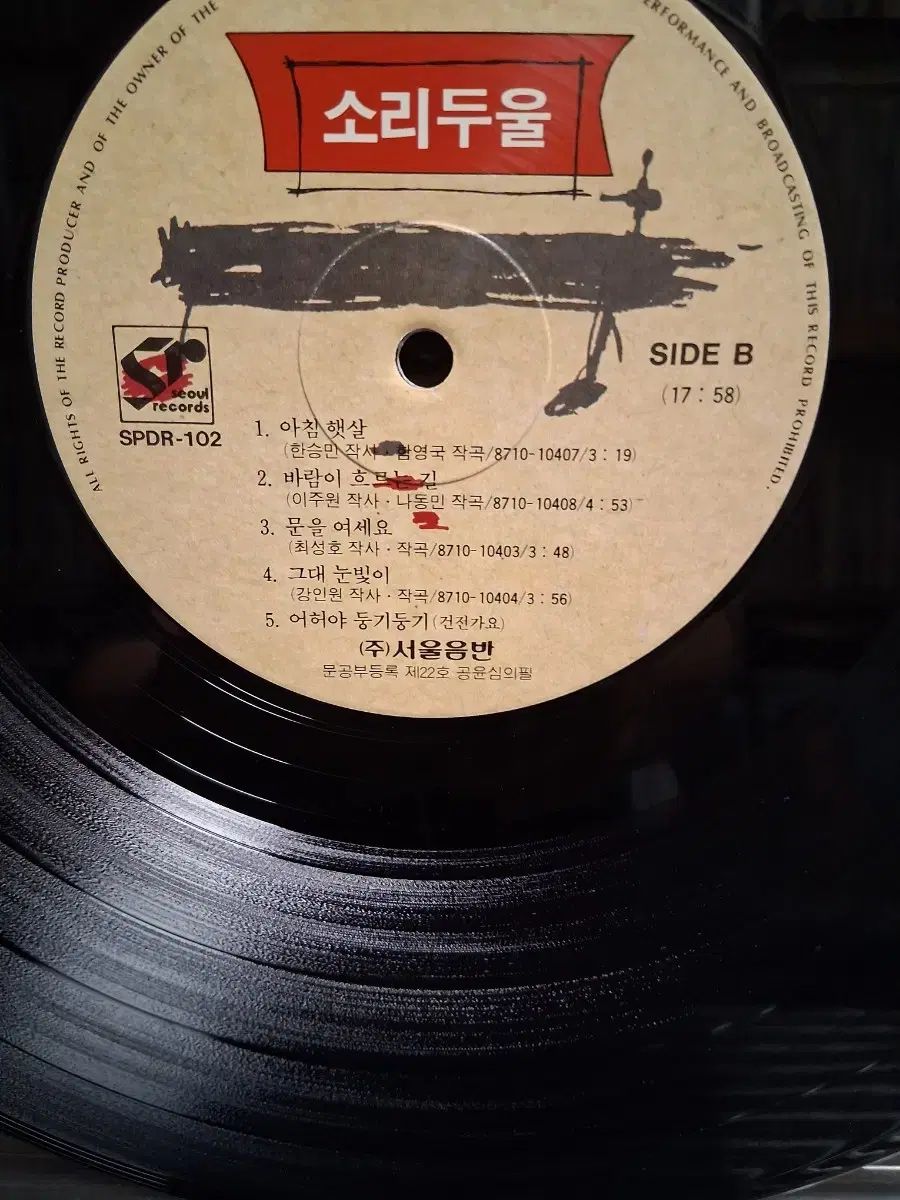 ALL RIGHTS OF THE RECORD PRODUCER AND OF THE OWNER OF THE
ERFORMANCE AND BROADCASTING OF THIS RECORD PROHIBITED.
소리두울
SIDE B
(17 : 58)
seoul
records
SPDR-102
1. 아침 햇살
(한승민 작사 · 함영국 작곡/8710-10407/3 : 19)
2. 바람이 흐르는 길
(이주원 작사 · 나동민 작곡/8710-10408/4 : 53)
3. 문을 여세요
(최성호 작사 · 작곡/8710-10403/3 : 48)
4. 그대 눈빛이
(강인원 작사 · 작곡/8710-10404/3 : 56)
5. 어허야 둥기둥기 (건전가요)
(주)서울음반
문공부등록 제22호 공윤심의필